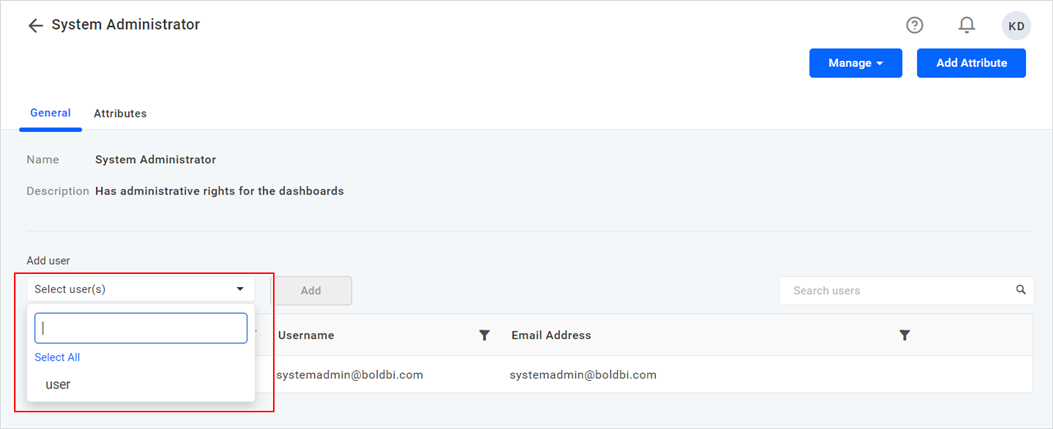 System Administrator
KD
Manage
Add Attribute
General
Attributes
Name System Administrator
Description Has administrative rights for the dashboards
Add user
Select user(s)
Add
Search users
Select All
user
Username
Email Address
systemadmin@boldbi.com
systemadmin@boldbi.com